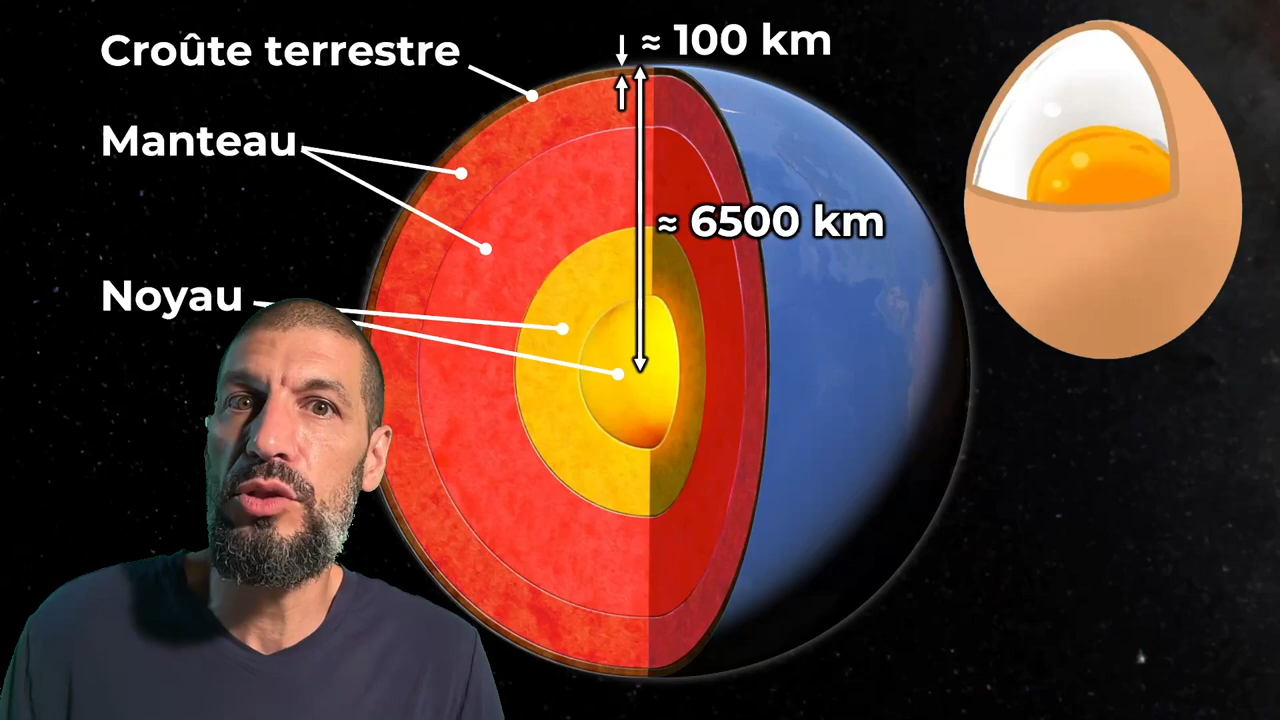 Croûte terrestre
≈ 100 km
Manteau
≈ 6500 km
Noyau